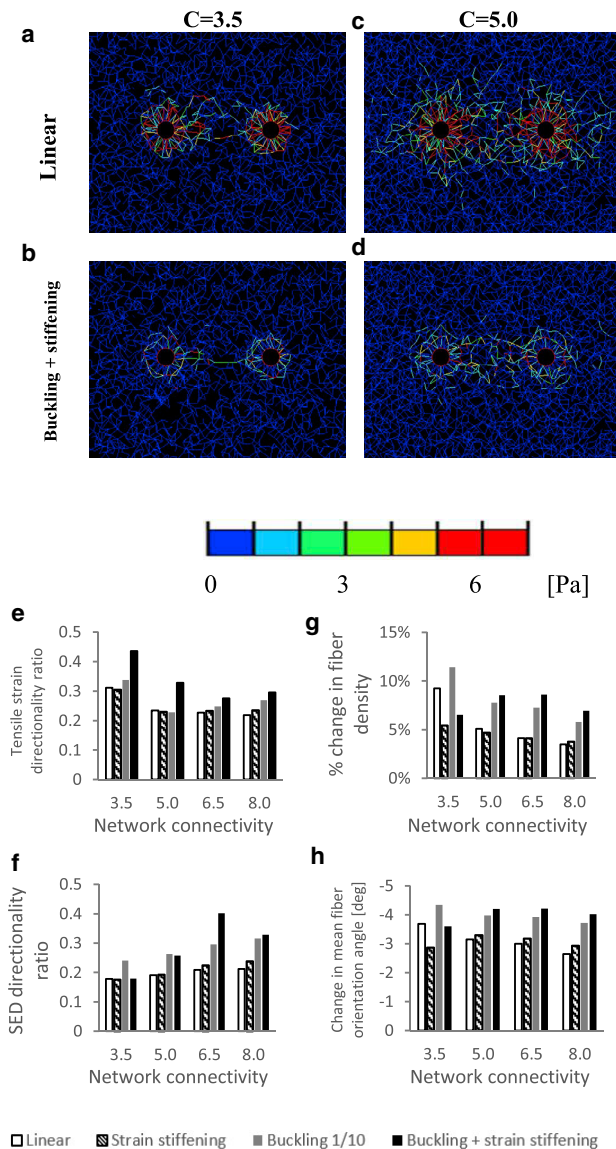 C=3.5 C=5.0
a c
Linear
b d
Buckling + stiffening
0 3 6 [Pa]
e
Tensile strain
directionality ratio
0.5
0.4
0.3
0.2
0.1
0
3.5 5.0 6.5 8.0
Network connectivity
g
% change in fiber
density
15%
10%
5%
0%
3.5 5.0 6.5 8.0
Network connectivity
f
SED directionality
ratio
0.5
0.4
0.3
0.2
0.1
0
3.5 5.0 6.5 8.0
Network connectivity
h
Change in mean fiber
orientation angle [deg]
-5
-4
-3
-2
-1
0
3.5 5.0 6.5 8.0
Network connectivity
Linear Strain stiffening Buckling 1/10 Buckling + strain stiffening